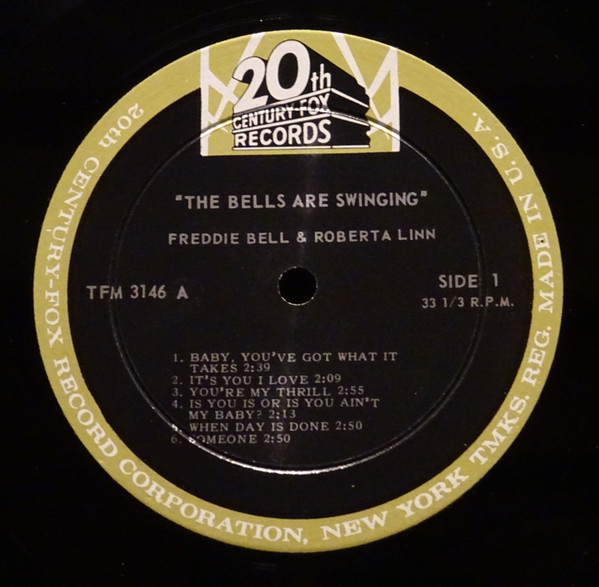 20th
CENTURY-FOX
RECORDS
"THE BELLS ARE SWINGING"
FREDDIE BELL & ROBERTA LINN
TFM 3146 A
SIDE 1
33 1/3 R.P.M.
1. BABY, YOU'VE GOT WHAT IT
TAKES 2:39
2. IT'S YOU I LOVE 2:09
3. YOU'RE MY THRILL 2:55
4. IS YOU IS OR IS YOU AIN'T
MY BABY? 2:13
5. WHEN DAY IS DONE 2:50
6. SOMEONE 2:50
20th CENTURY-FOX RECORD CORPORATION, NEW YORK TMKS. REG. MADE IN U.S.A.